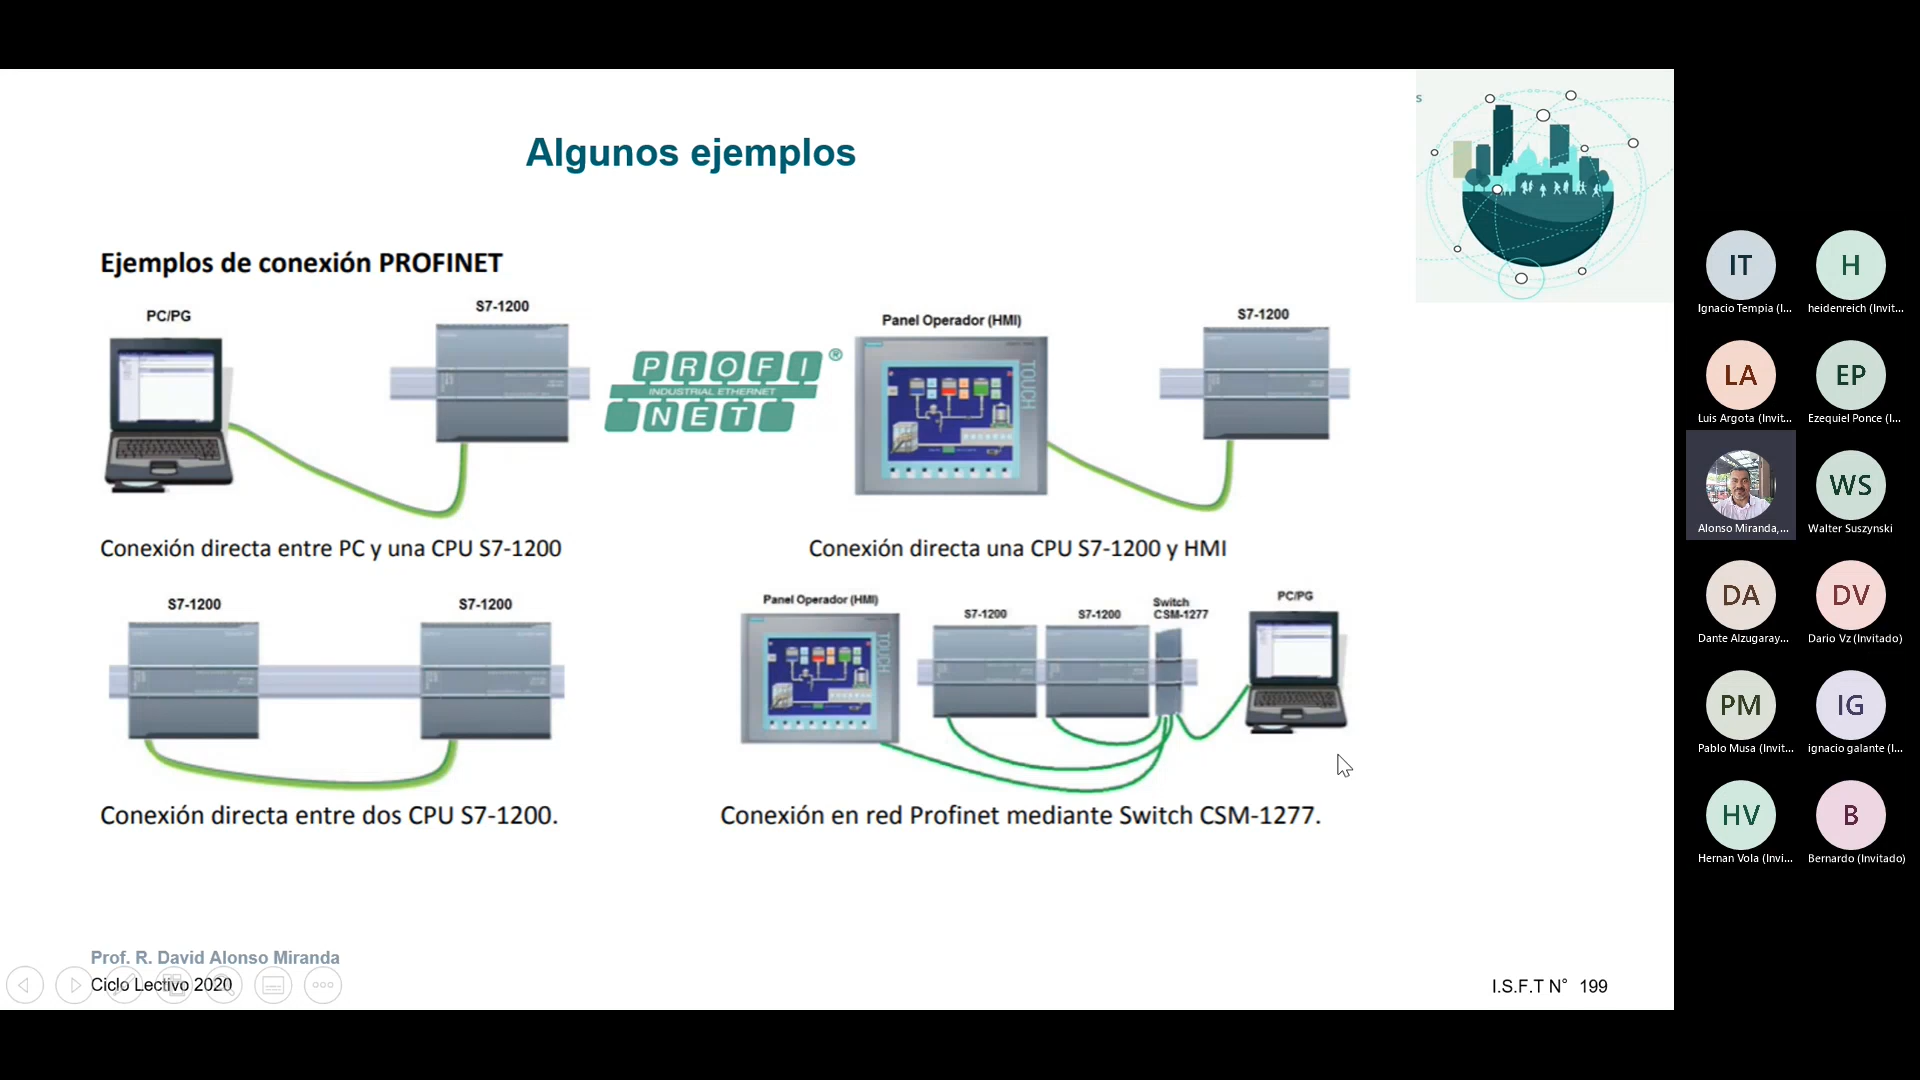 Algunos ejemplos
s
Ejemplos de conexión PROFINET
PC/PG
S7-1200
PROFI®
INDUSTRIAL ETHERNET
NET
Panel Operador (HMI)
TOUCH
S7-1200
Conexión directa entre PC y una CPU S7-1200
Conexión directa una CPU S7-1200 y HMI
S7-1200
S7-1200
Panel Operador (HMI)
TOUCH
S7-1200
S7-1200
Switch
CSM-1277
PC/PG
Conexión directa entre dos CPU S7-1200.
Conexión en red Profinet mediante Switch CSM-1277.
Prof. R. David Alonso Miranda
Ciclo Lectivo 2020
I.S.F.T N° 199
IT
Ignacio Tempia (I...
H
heidenreich (Invit...
LA
Luis Argota (Invit...
EP
Ezequiel Ponce (I...
Alonso Miranda,...
WS
Walter Suszynski
DA
Dante Alzugaray...
DV
Dario Vz (Invitado)
PM
Pablo Musa (Invit...
IG
ignacio galante (I...
HV
Hernan Vola (Invi...
B
Bernardo (Invitado)